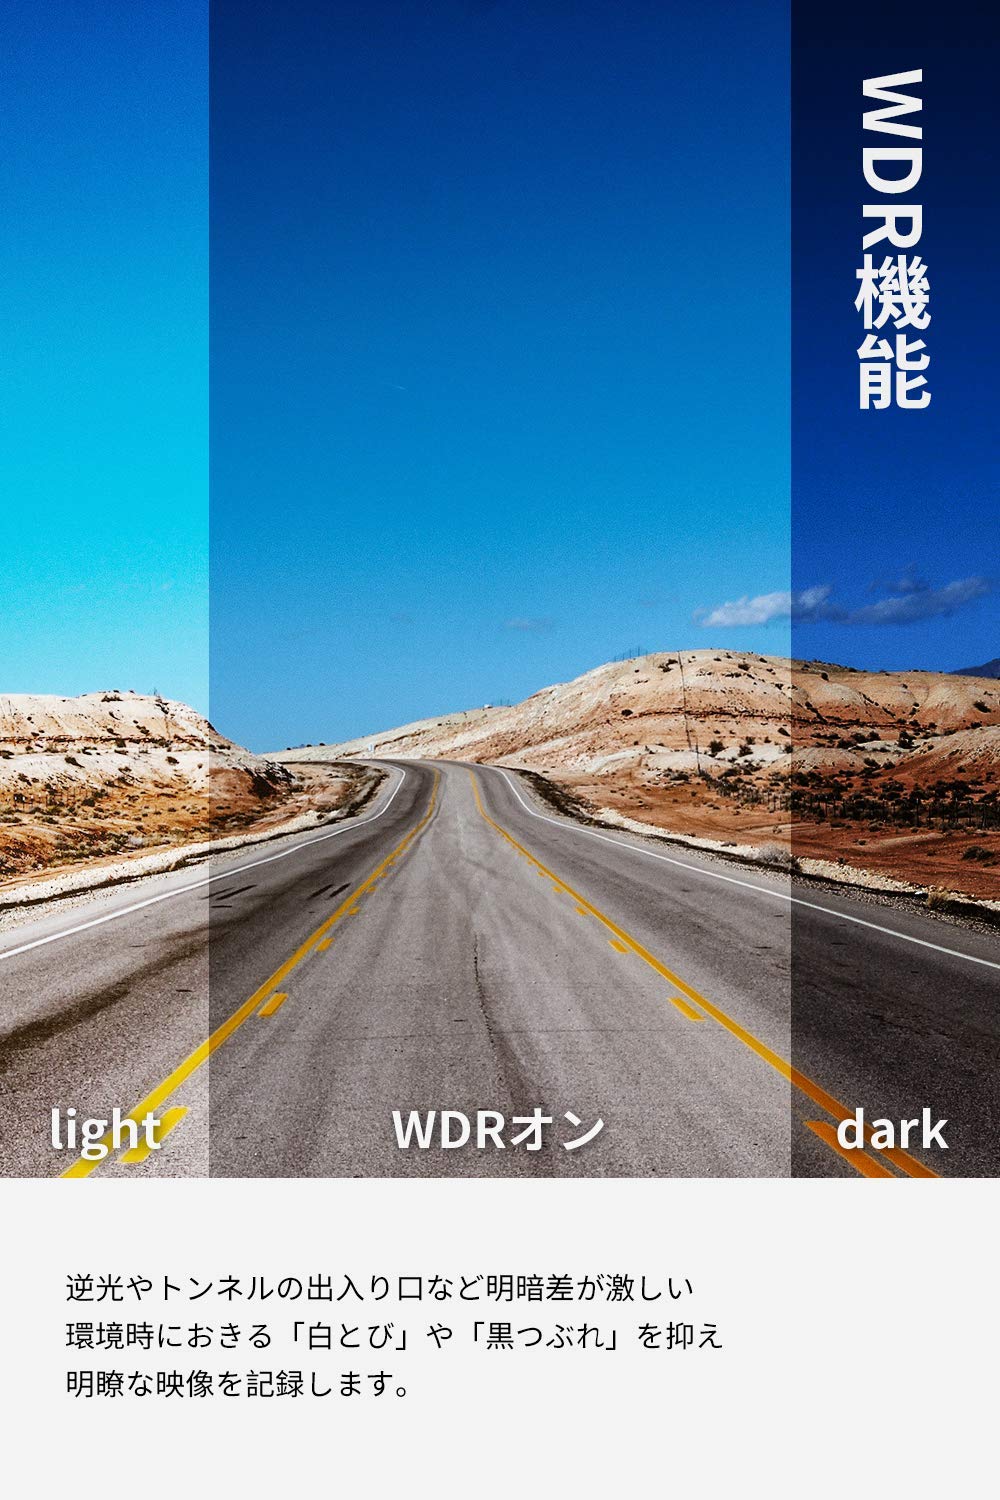 WDR機能
light
WDRオン
dark
逆光やトンネルの出入り口など明暗差が激しい
環境時におきる「白とび」や「黒つぶれ」を抑え
明瞭な映像を記録します。